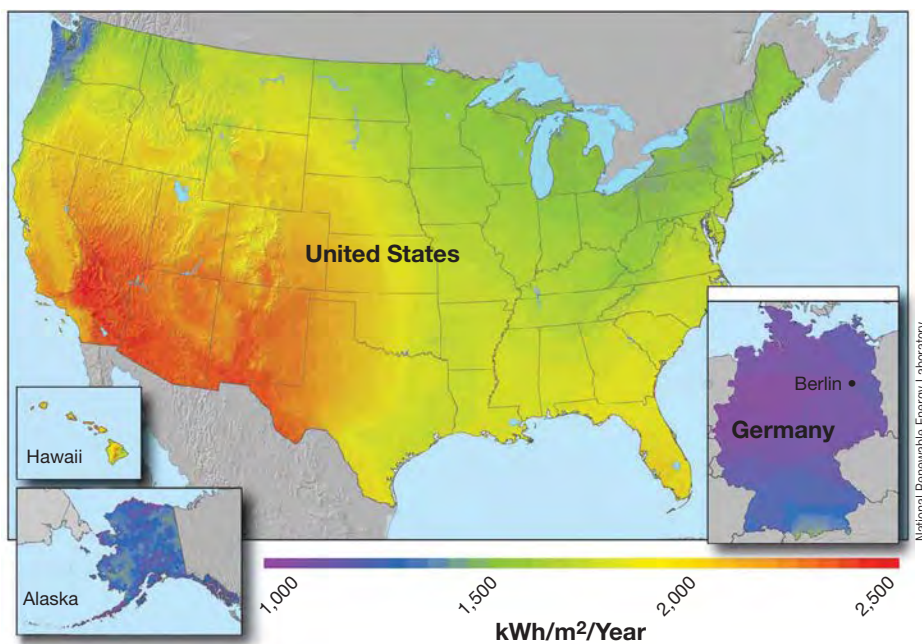 United States
Berlin
Germany
Hawaii
Alaska
National Renewable Energy Laboratory
1,000
1,500
2,000
2,500
kWh/m²/Year